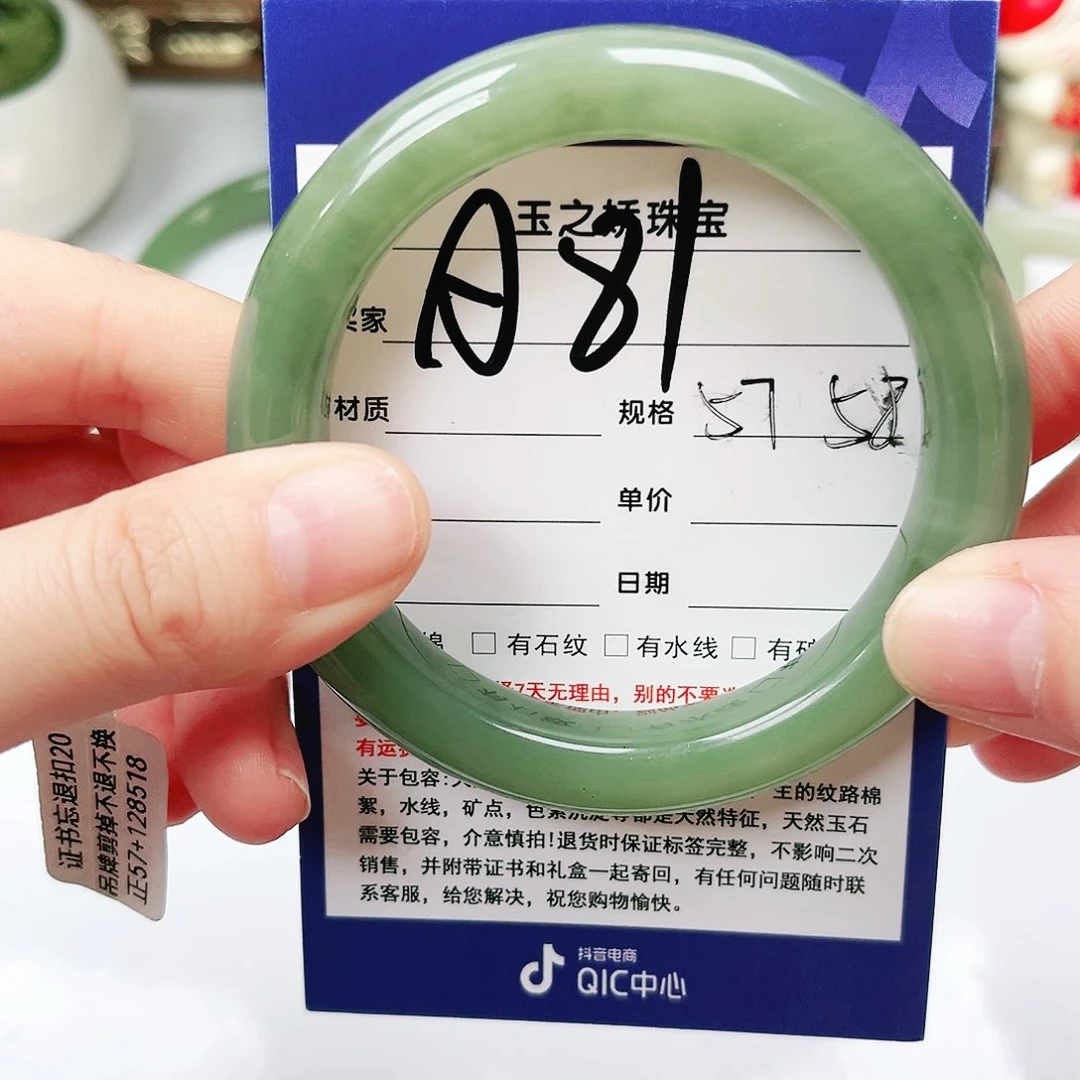 玉之娇珠宝
A81
卖家
材质
规格 57 58
单价
日期
棉 □ 有石纹 □ 有水线 □ 有矿
7天无理由，别的不要
有运
关于包容:天
生的纹路棉
絮，水线，矿点，色素沉淀等都是天然特征，天然玉石
需要包容，介意慎拍!退货时保证标签完整，不影响二次
销售，并附带证书和礼盒一起寄回，有任何问题随时联
系客服，给您解决，祝您购物愉快。
抖音电商
QIC中心
证书忘退扣20
吊牌剪掉不退不换
正57+128518